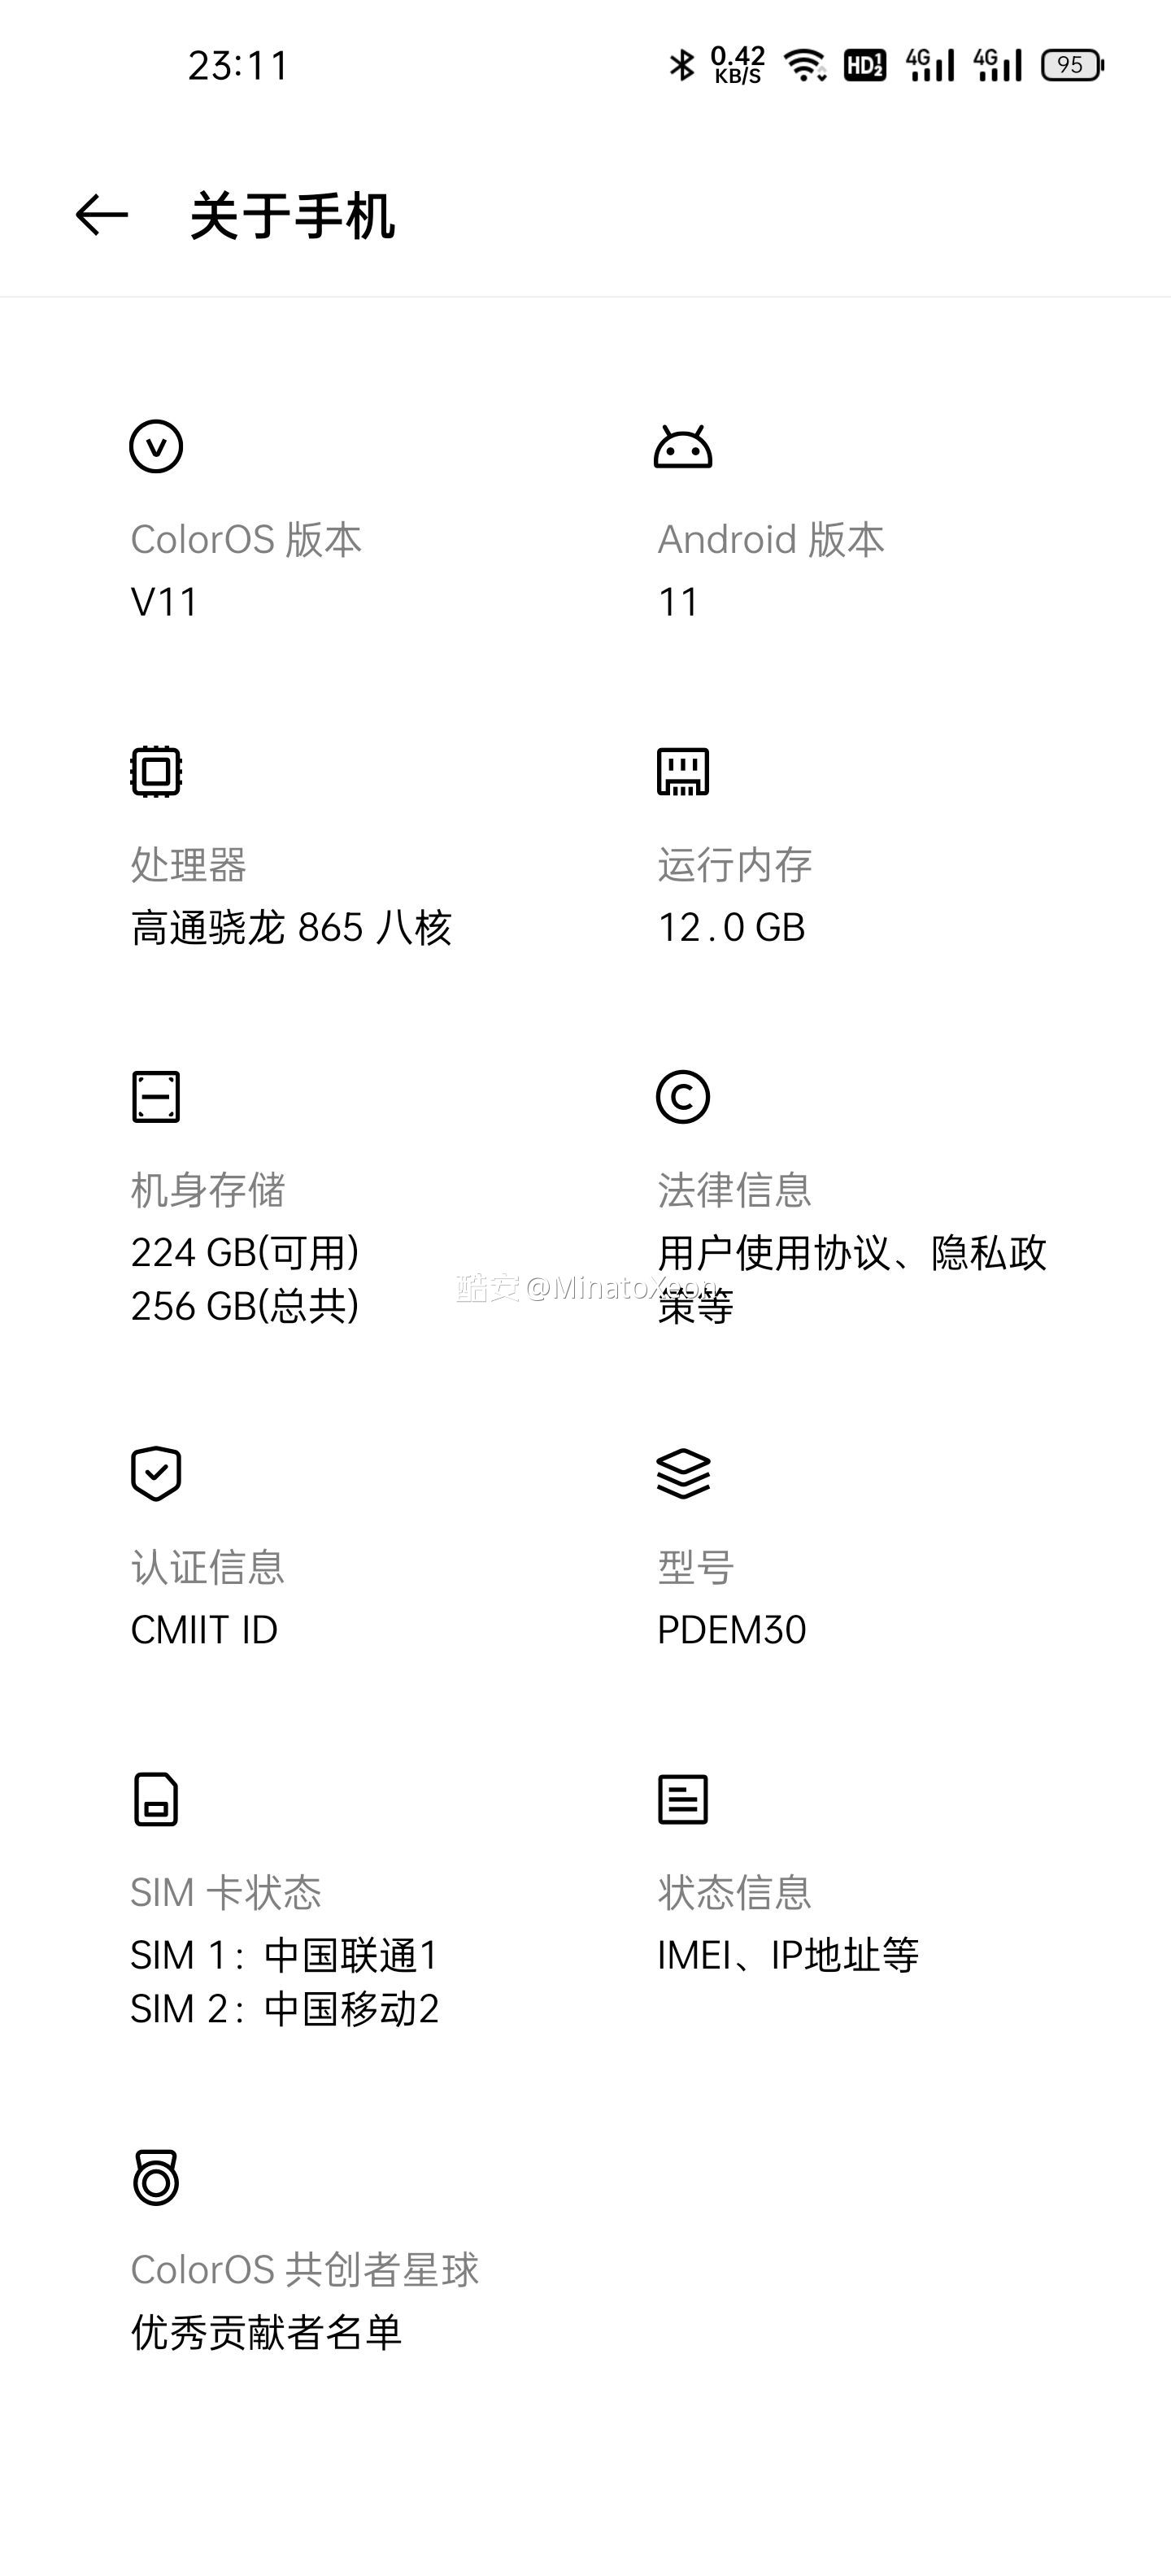 23:11
0.42
KB/S
HD 1 2
4G
4G
95
关于手机
V
ColorOS 版本
V11
Android 版本
11
处理器
高通骁龙 865 八核
运行内存
12.0 GB
机身存储
224 GB(可用)
256 GB(总共)
C
法律信息
用户使用协议、隐私政
策等
酷安 @MinatoXeon
认证信息
CMIIT ID
型号
PDEM30
SIM 卡状态
SIM 1：中国联通1
SIM 2：中国移动2
状态信息
IMEI、IP地址等
ColorOS 共创者星球
优秀贡献者名单